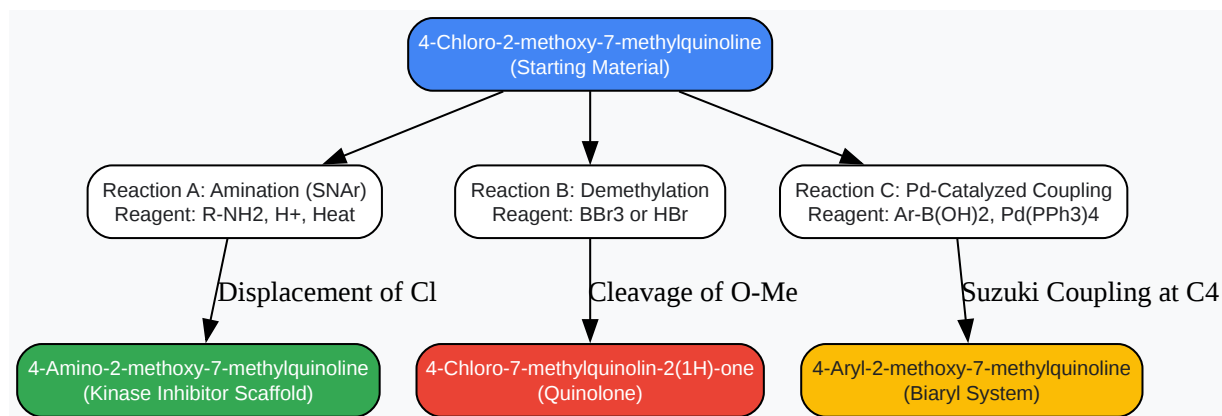 4-Chloro-2-methoxy-7-methylquinoline
(Starting Material)
Reaction A: Amination (SNAr)
Reagent: R-NH2, H+, Heat
Reaction B: Demethylation
Reagent: BBr3 or HBr
Reaction C: Pd-Catalyzed Coupling
Reagent: Ar-B(OH)2, Pd(PPh3)4
Displacement of Cl
Cleavage of O-Me
Suzuki Coupling at C4
4-Amino-2-methoxy-7-methylquinoline
(Kinase Inhibitor Scaffold)
4-Chloro-7-methylquinolin-2(1H)-one
(Quinolone)
4-Aryl-2-methoxy-7-methylquinoline
(Biaryl System)